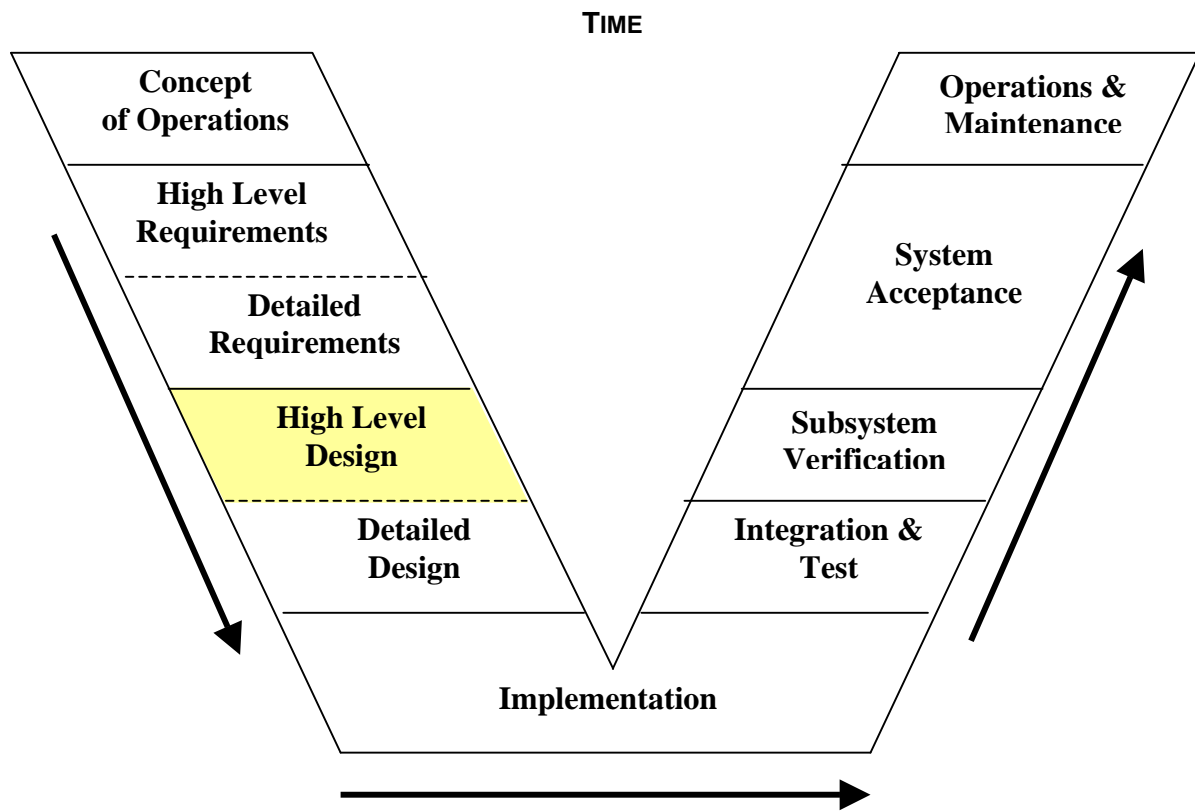 TIME
Concept
of Operations
High Level
Requirements
Detailed
Requirements
High Level
Design
Detailed
Design
Implementation
Integration &
Test
Subsystem
Verification
System
Acceptance
Operations &
Maintenance